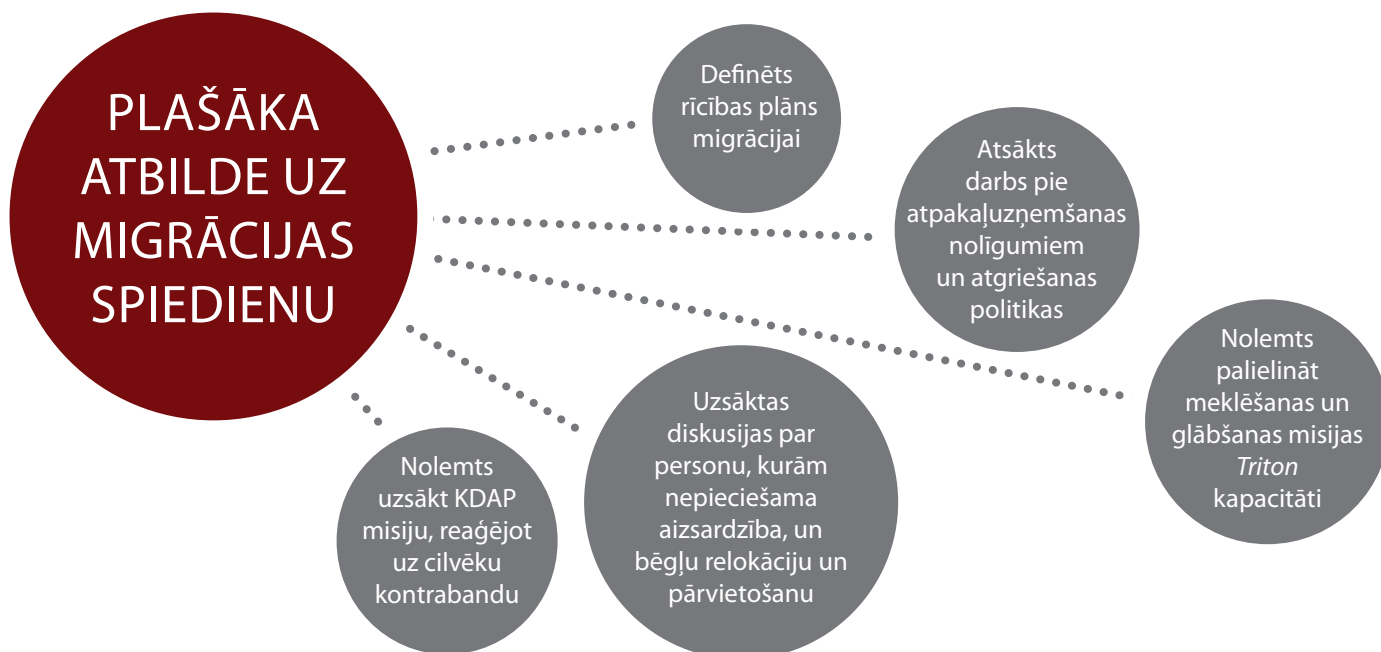 PLAŠĀKA
ATBILDE UZ
MIGRĀCIJAS
SPIEDIENU
Definēts
rīcības plāns
migrācijai
Atsākts
darbs pie
atpakaļuzņemšanas
nolīgumiem
un atgriešanas
politikas
Nolemts
palielināt
meklēšanas un
glābšanas misijas
Triton
kapacitāti
Uzsāktas
diskusijas par
personu, kurām
nepieciešama
aizsardzība, un
bēgļu relokāciju un
pārvietošanu
Nolemts
uzsākt KDAP
misiju, reaģējot
uz cilvēku
kontrabandu